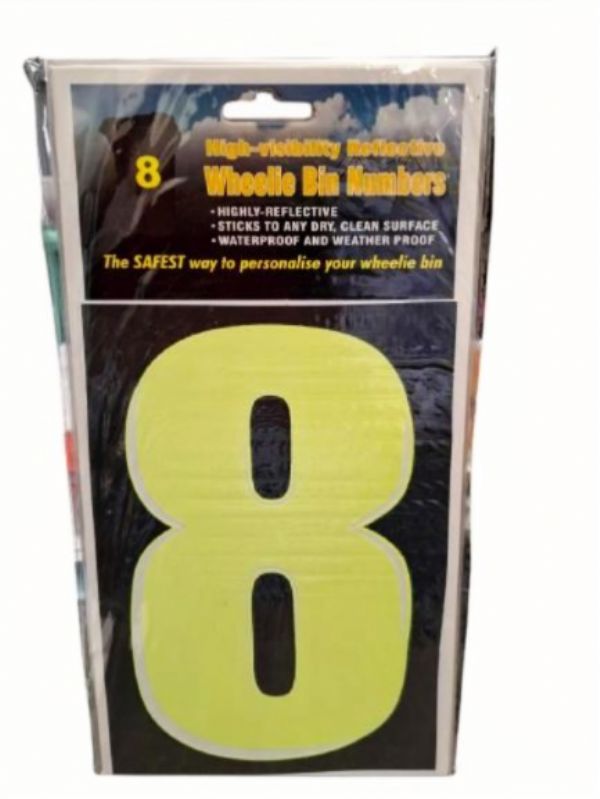 High-visibility Reflective
8
Wheelie Bin Numbers
• HIGHLY-REFLECTIVE
• STICKS TO ANY DRY, CLEAN SURFACE
• WATERPROOF AND WEATHER PROOF
The SAFEST way to personalise your wheelie bin
8